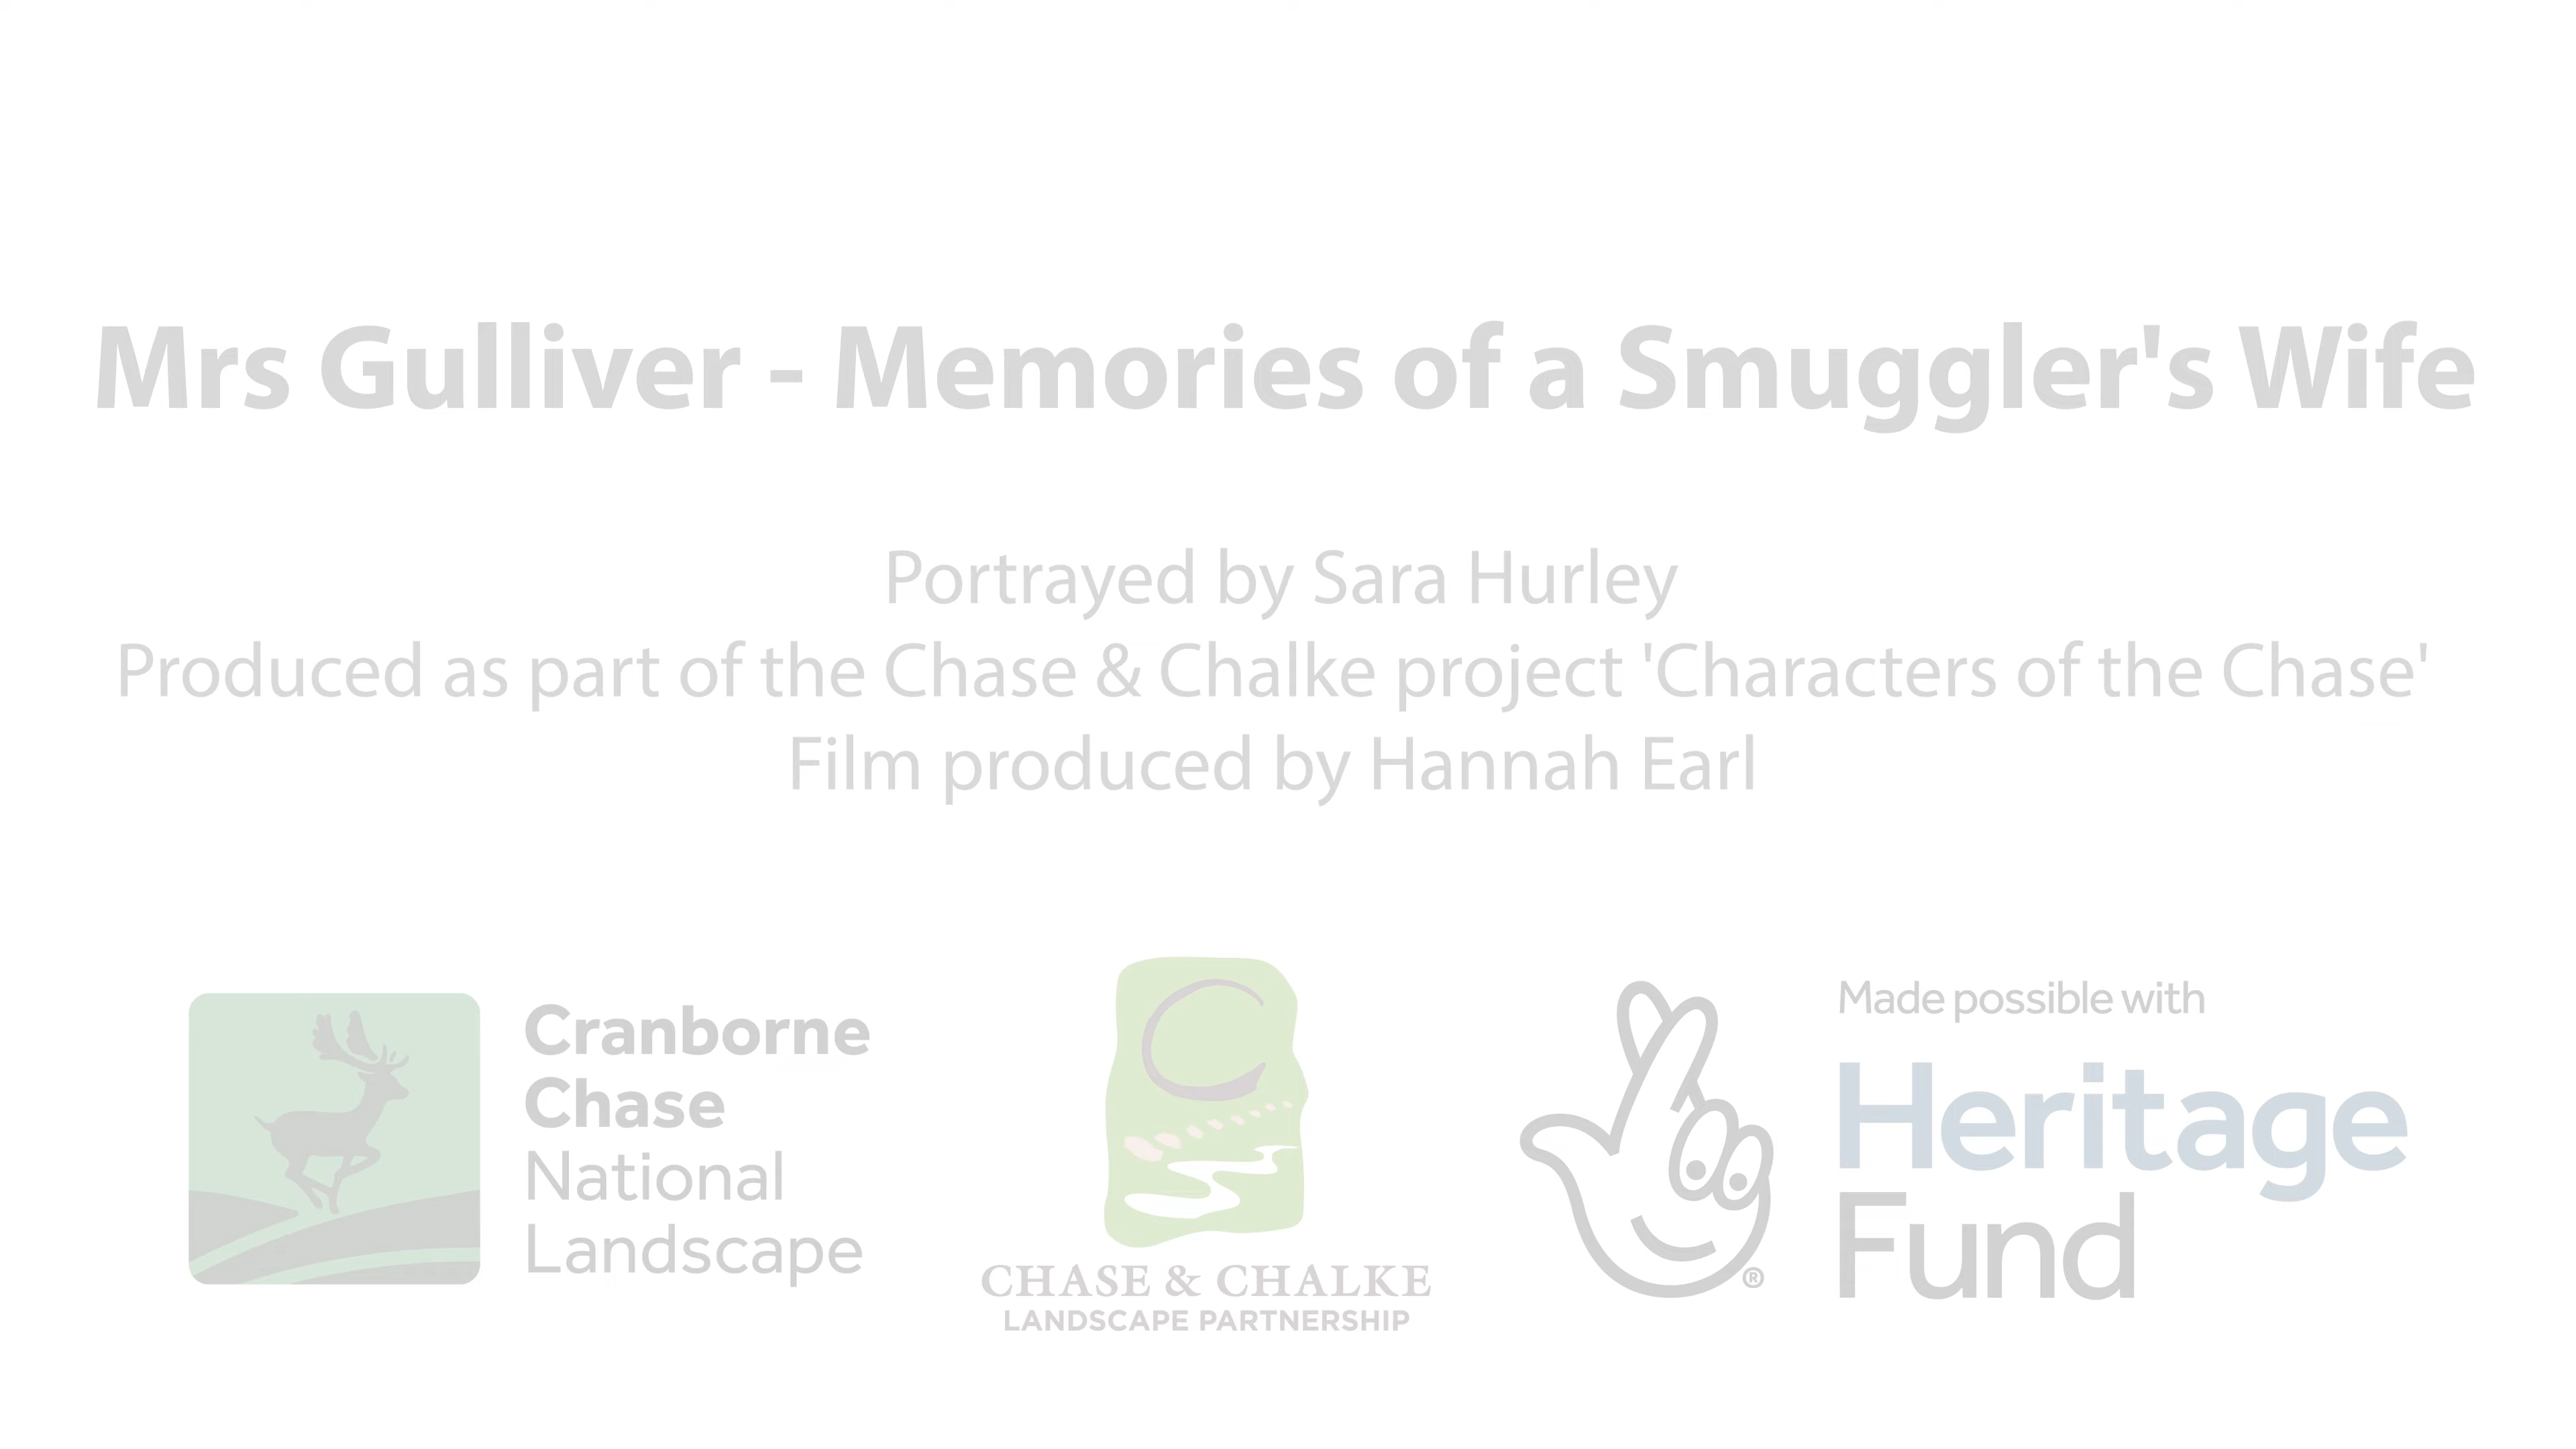 Mrs Gulliver - Memories of a Smuggler's Wife
Portrayed by Sara Hurley
Produced as part of the Chase & Chalke project 'Characters of the Chase'
Film produced by Hannah Earl
Cranborne
Chase
National
Landscape
C
CHASE & CHALKE
LANDSCAPE PARTNERSHIP
Made possible with
Heritage
Fund
®